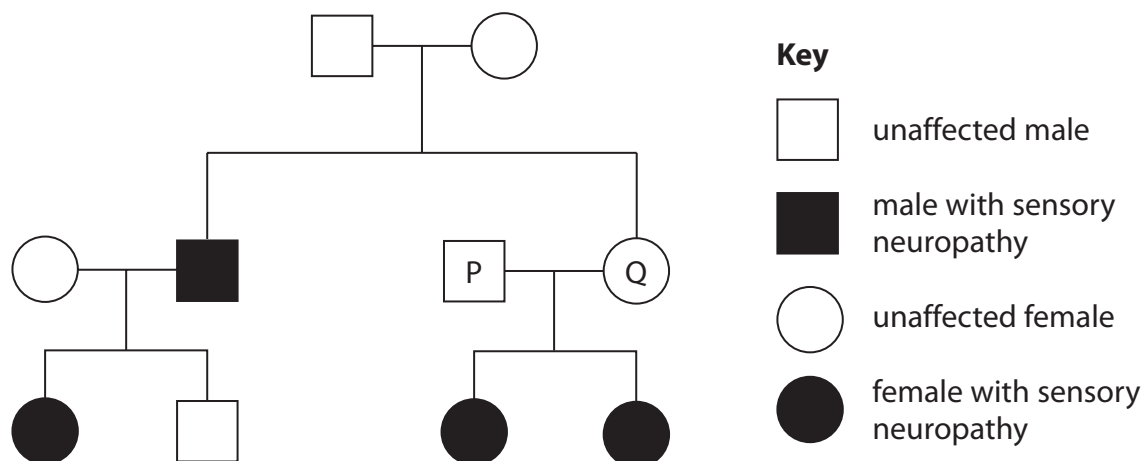 Key
unaffected male
male with sensory
neuropathy
P
Q
unaffected female
female with sensory
neuropathy